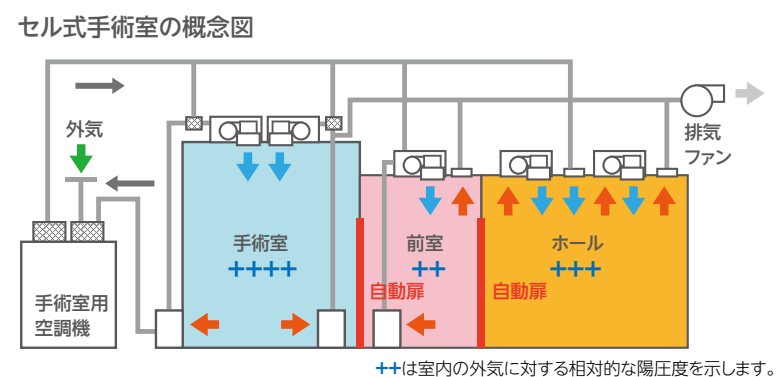 セル式手術室の概念図
外気
排気
ファン
手術室
++++
前室
++
ホール
+++
自動扉
自動扉
手術室用
空調機
++は室内の外気に対する相対的な陽圧度を示します。